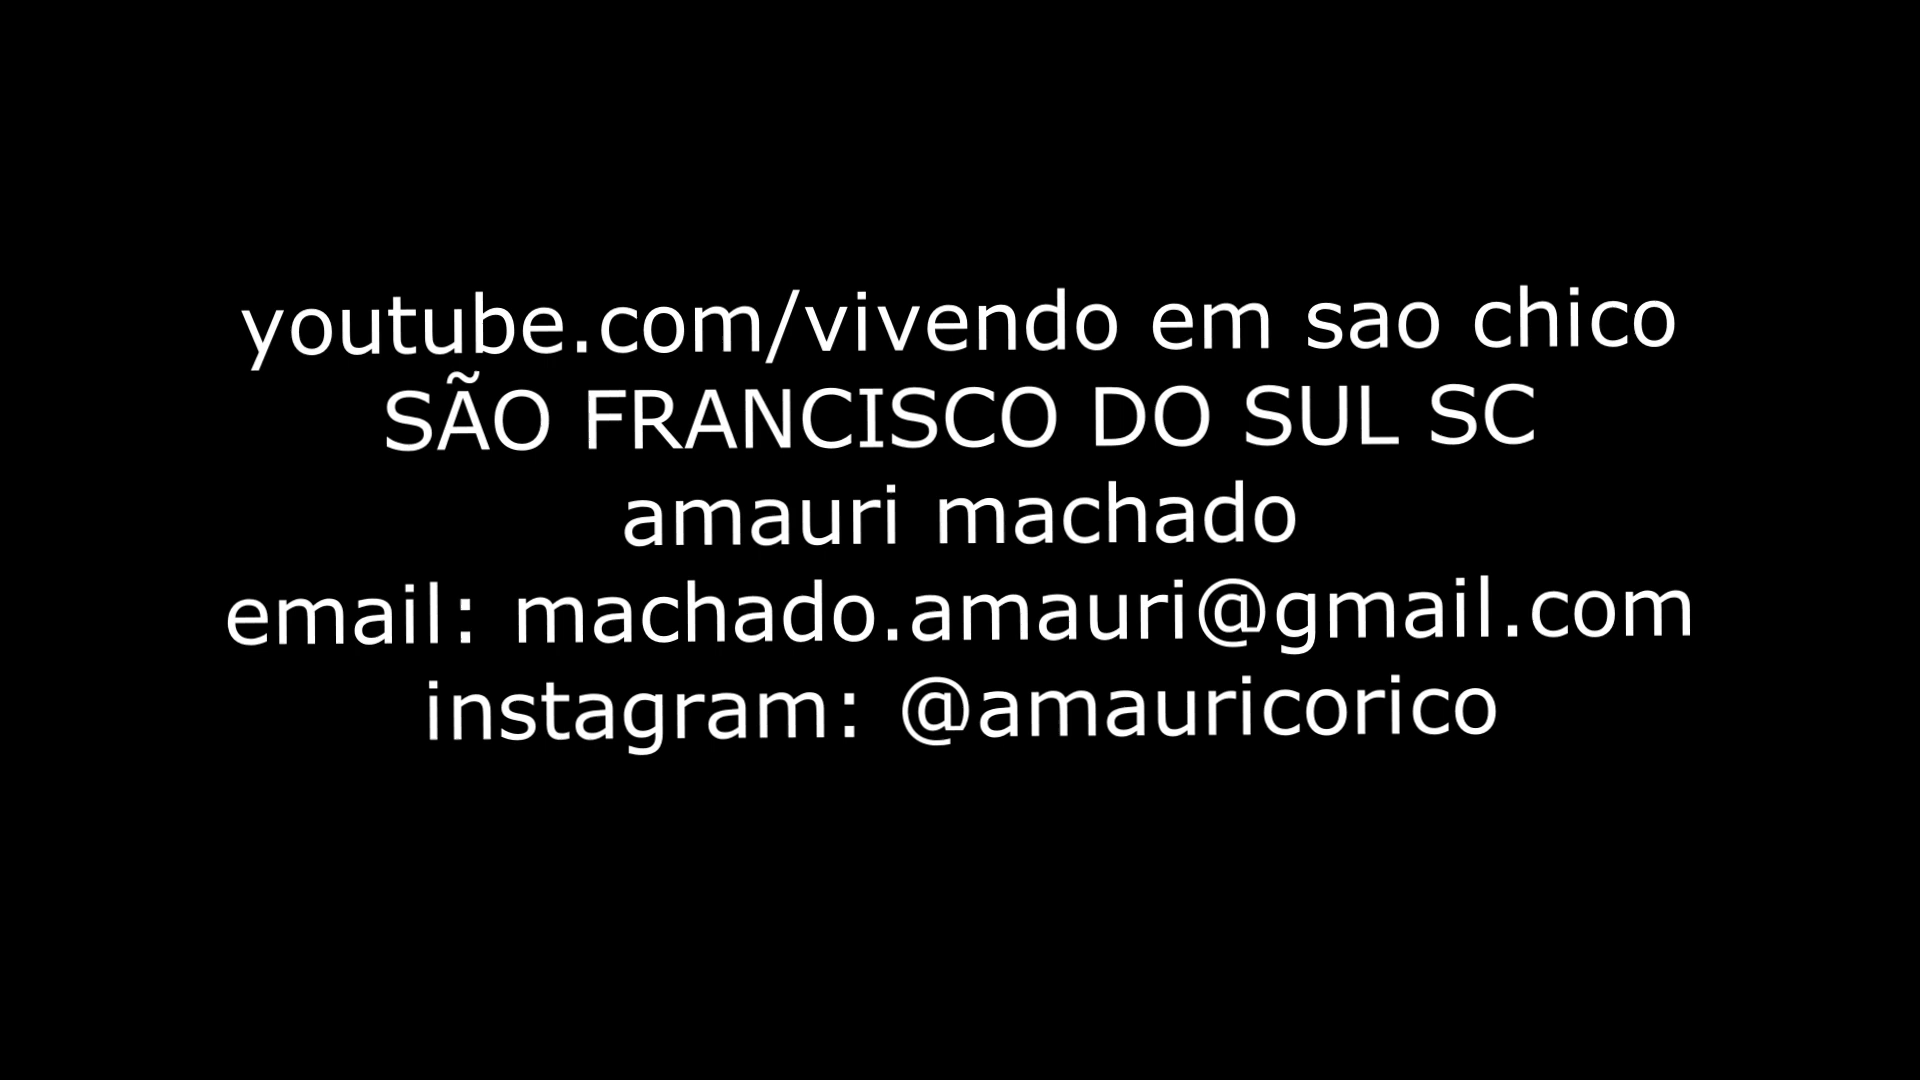 youtube.com/vivendo em sao chico
SÃO FRANCISCO DO SUL SC
amauri machado
email: machado.amauri@gmail.com
instagram: @amauricorico